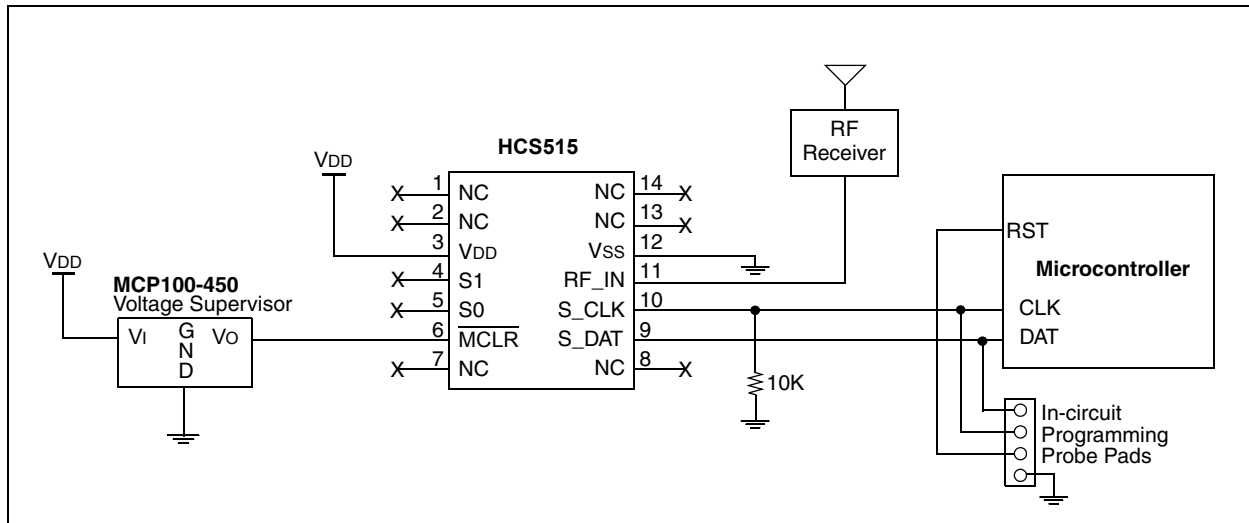 HCS515
RF
Receiver
VDD
1 NC NC 14
2 NC NC 13
3 VDD VSS 12
4 S1 RF_IN 11
5 S0 S_CLK 10
6 MCLR S_DAT 9
7 NC NC 8
X X
X X
X
X
X X
VDD
MCP100-450
Voltage Supervisor
VI GND VO
10K
RST
Microcontroller
CLK
DAT
In-circuit
Programming
Probe Pads